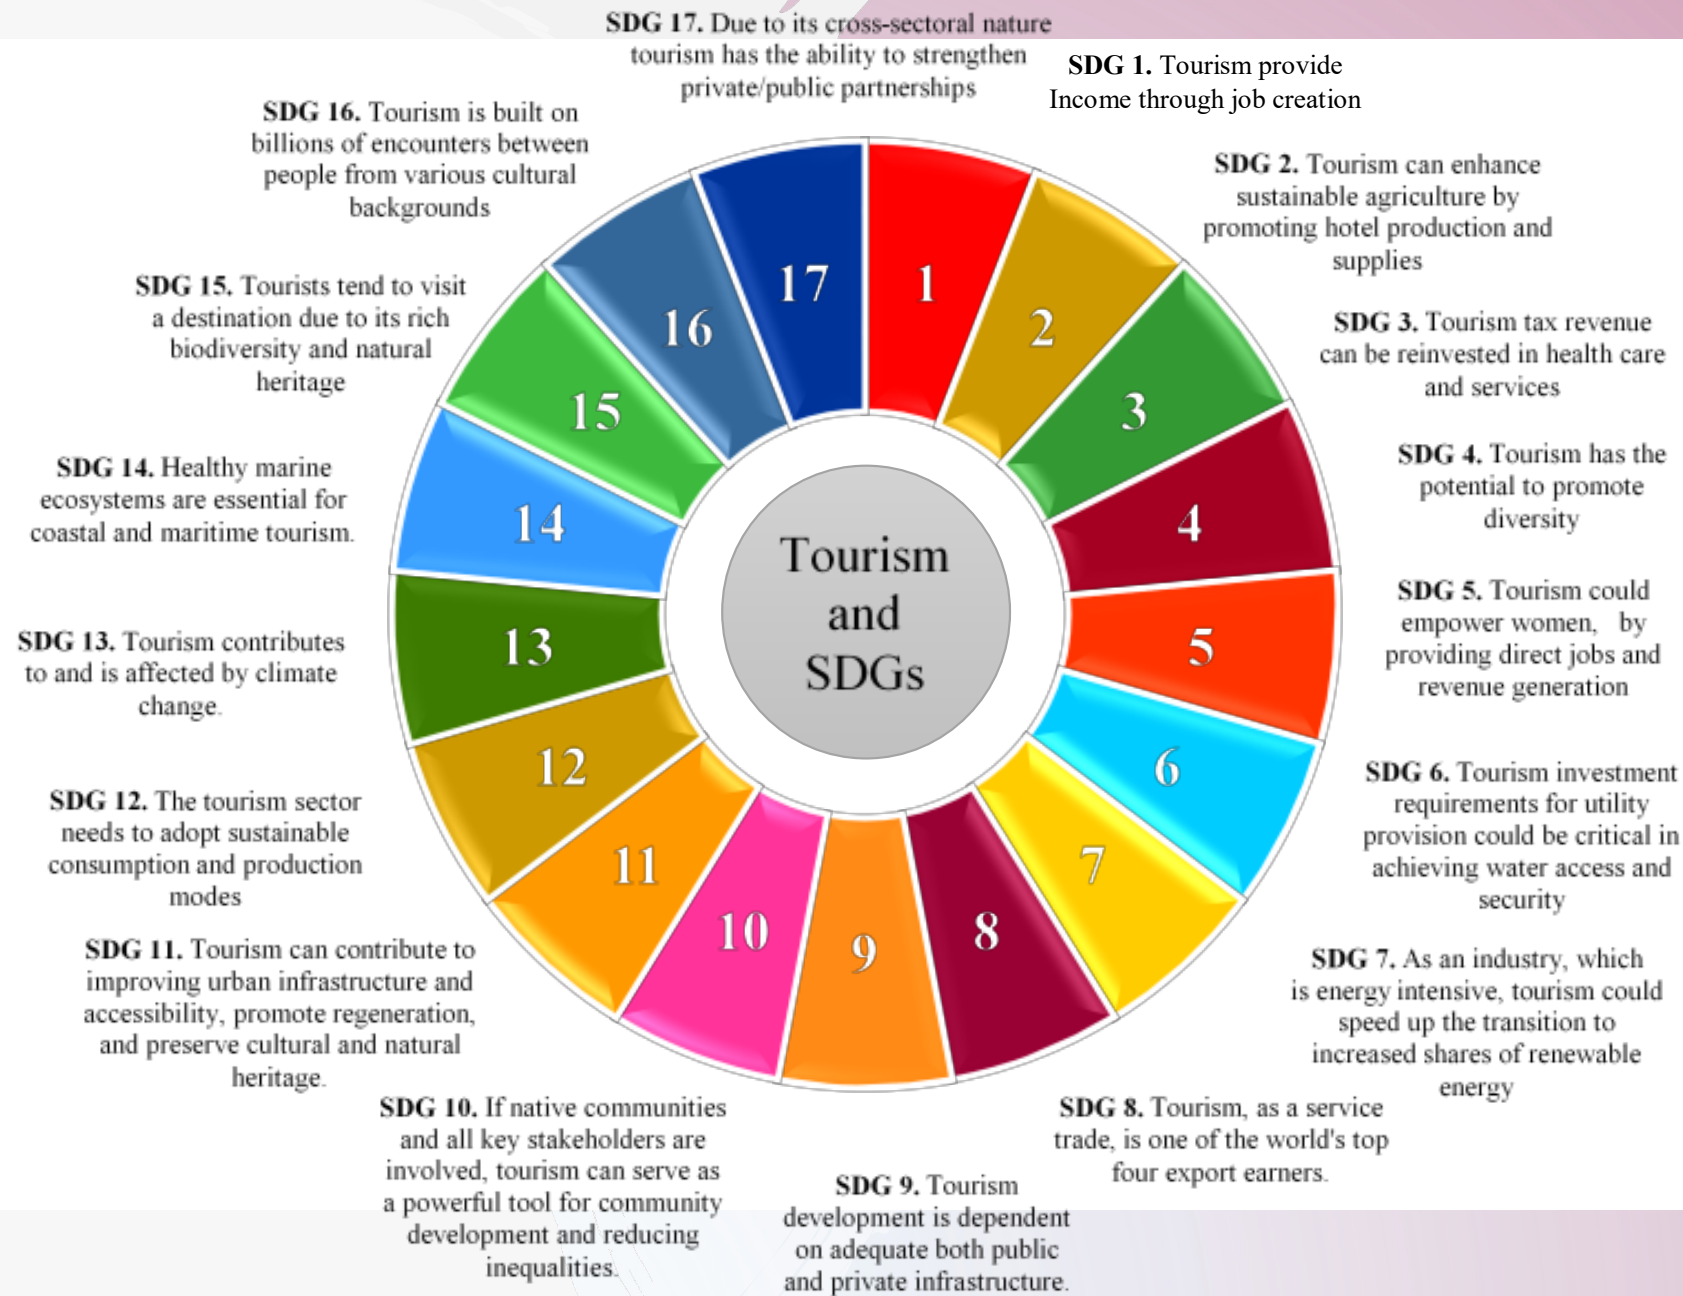 SDG 17. Due to its cross-sectoral nature
tourism has the ability to strengthen
private/public partnerships
SDG 1. Tourism provide
Income through job creation
SDG 2. Tourism can enhance
sustainable agriculture by
promoting hotel production and
supplies
SDG 3. Tourism tax revenue
can be reinvested in health care
and services
SDG 4. Tourism has the
potential to promote
diversity
SDG 5. Tourism could
empower women, by
providing direct jobs and
revenue generation
SDG 6. Tourism investment
requirements for utility
provision could be critical in
achieving water access and
security
SDG 7. As an industry, which
is energy intensive, tourism could
speed up the transition to
increased shares of renewable
energy
SDG 8. Tourism, as a service
trade, is one of the world's top
four export earners.
SDG 9. Tourism
development is dependent
on adequate both public
and private infrastructure.
SDG 10. If native communities
and all key stakeholders are
involved, tourism can serve as
a powerful tool for community
development and reducing
inequalities.
SDG 11. Tourism can contribute to
improving urban infrastructure and
accessibility, promote regeneration,
and preserve cultural and natural
heritage.
SDG 12. The tourism sector
needs to adopt sustainable
consumption and production
modes
SDG 13. Tourism contributes
to and is affected by climate
change.
SDG 14. Healthy marine
ecosystems are essential for
coastal and maritime tourism.
SDG 15. Tourists tend to visit
a destination due to its rich
biodiversity and natural
heritage
SDG 16. Tourism is built on
billions of encounters between
people from various cultural
backgrounds
1
2
3
4
5
6
7
8
9
10
11
12
13
14
15
16
17
Tourism
and
SDGs